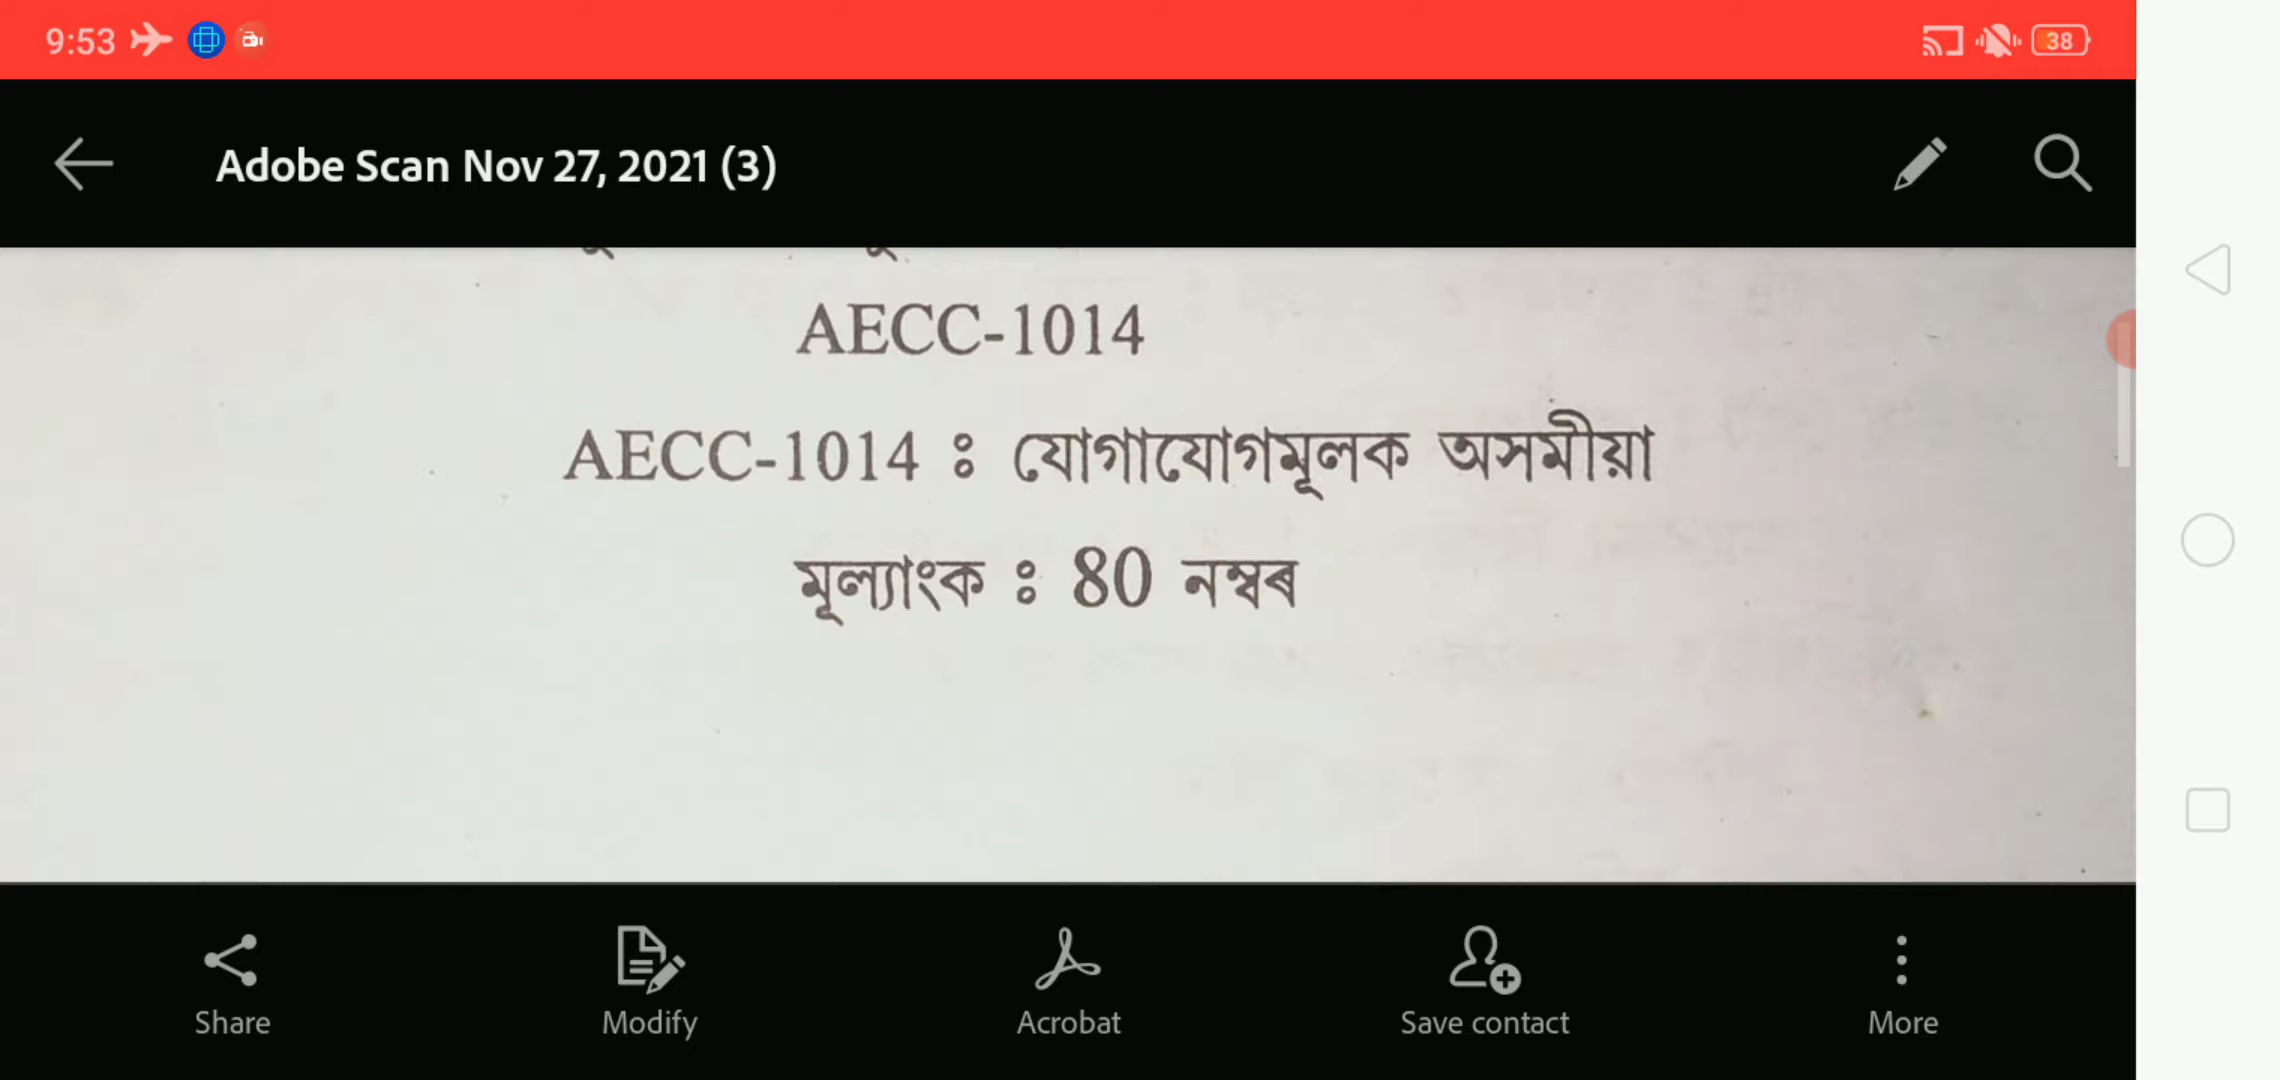 9:53
38
Adobe Scan Nov 27, 2021 (3)
AECC-1014
AECC-1014 : যোগাযোগমূলক অসমীয়া
মূল্যাংক : 80 নম্বৰ
Share
Modify
Acrobat
Save contact
More